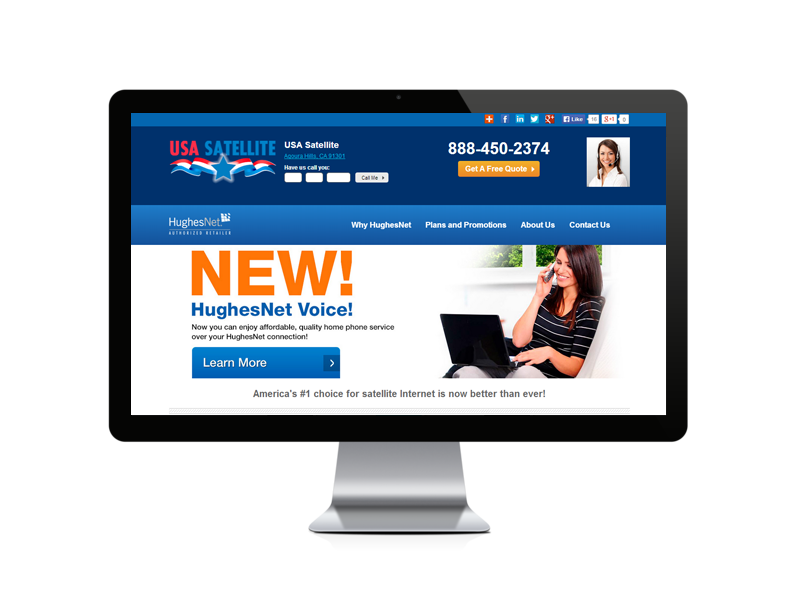 Like 16 g+1 0
USA SATELLITE
USA Satellite
Agoura Hills, CA 91301
Have us call you:
Call Me
888-450-2374
Get A Free Quote
HughesNet.
AUTHORIZED RETAILER
Why HughesNet Plans and Promotions About Us Contact Us
NEW!
HughesNet Voice!
Now you can enjoy affordable, quality home phone service
over your HughesNet connection!
Learn More
America's #1 choice for satellite Internet is now better than ever!